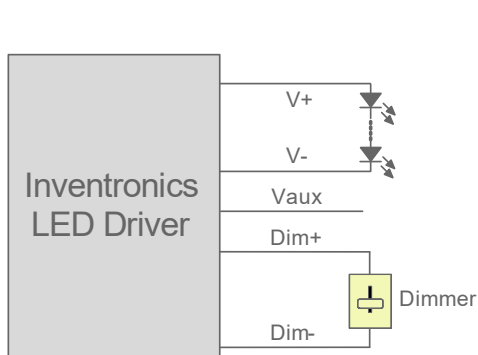 V+
V-
Inventronics
LED Driver
Vaux
Dim+
Dimmer
Dim-